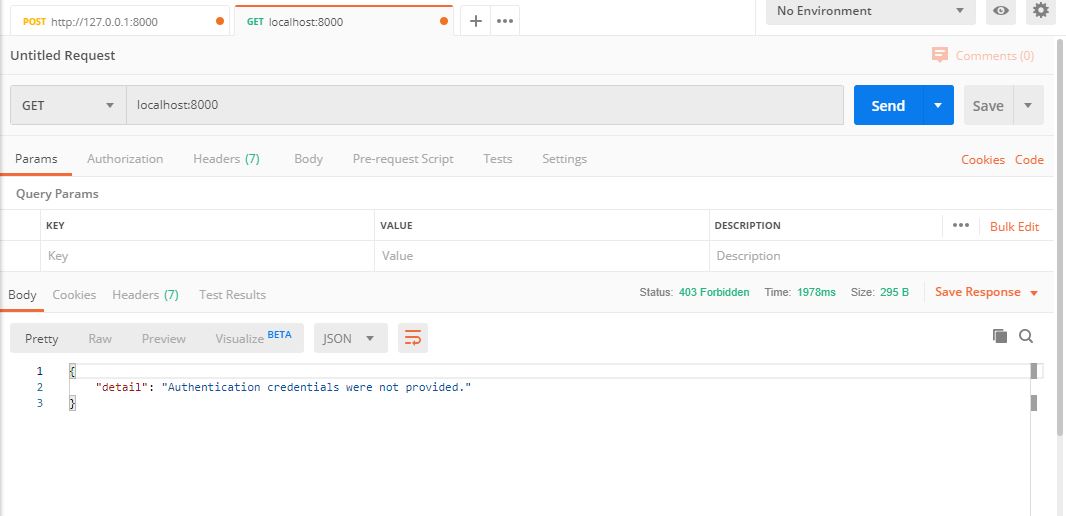 POST http://127.0.0.1:8000 GET localhost:8000 + ••• No Environment
Untitled Request Comments (0)
GET localhost:8000 Send Save
Params Authorization Headers (7) Body Pre-request Script Tests Settings Cookies Code
Query Params
KEY VALUE DESCRIPTION ••• Bulk Edit
Key Value Description
Body Cookies Headers (7) Test Results Status: 403 Forbidden Time: 1978ms Size: 295 B Save Response
Pretty Raw Preview Visualize BETA JSON
1 {
2 "detail": "Authentication credentials were not provided."
3 }